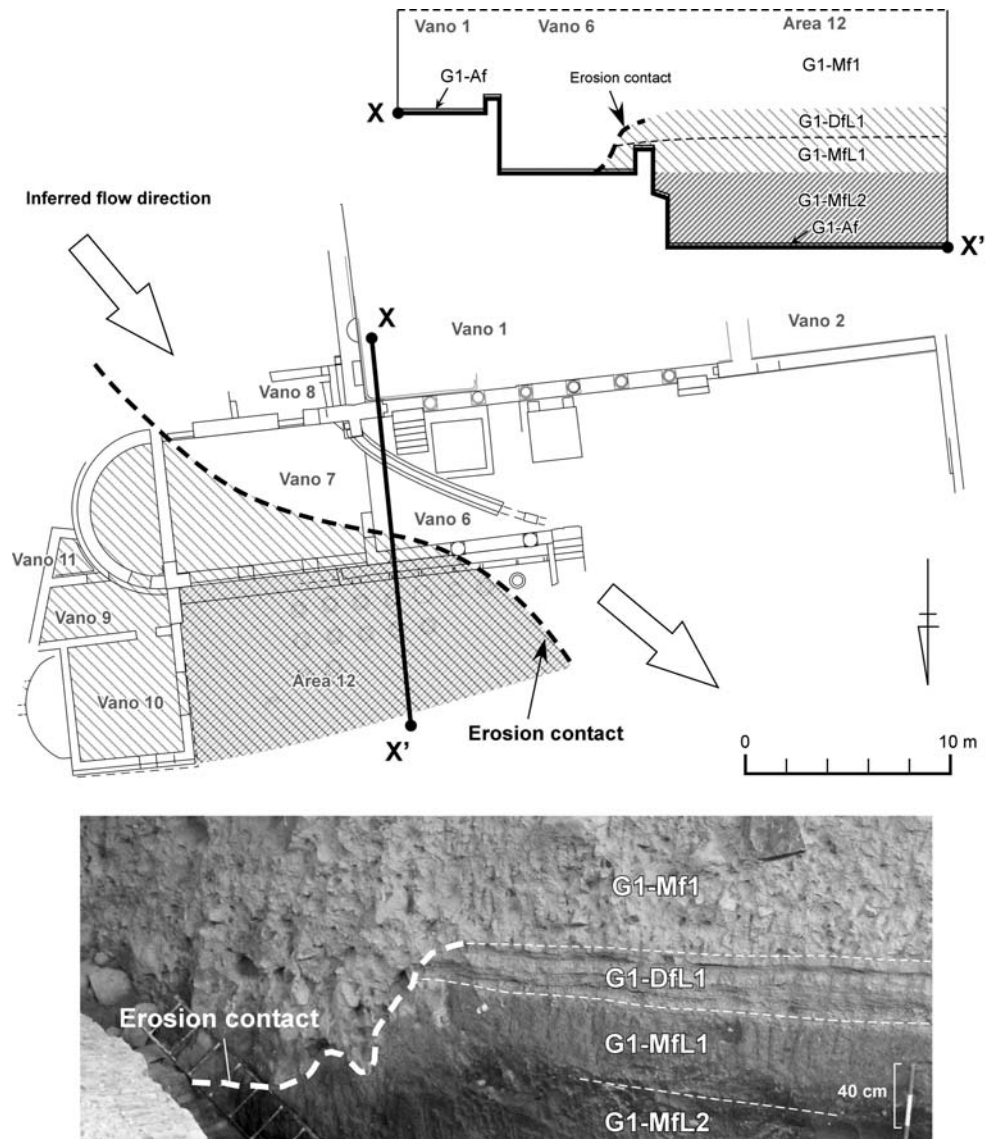 Vano 1
Vano 6
Area 12
G1-Af
Erosion contact
G1-Mf1
X
G1-DfL1
G1-MfL1
G1-MfL2
G1-Af
X'
Inferred flow direction
X
Vano 1
Vano 2
Vano 8
Vano 7
Vano 6
Vano 11
Vano 9
Vano 10
Area 12
X'
Erosion contact
0
10 m
G1-Mf1
G1-DfL1
Erosion contact
G1-MfL1
40 cm
G1-MfL2